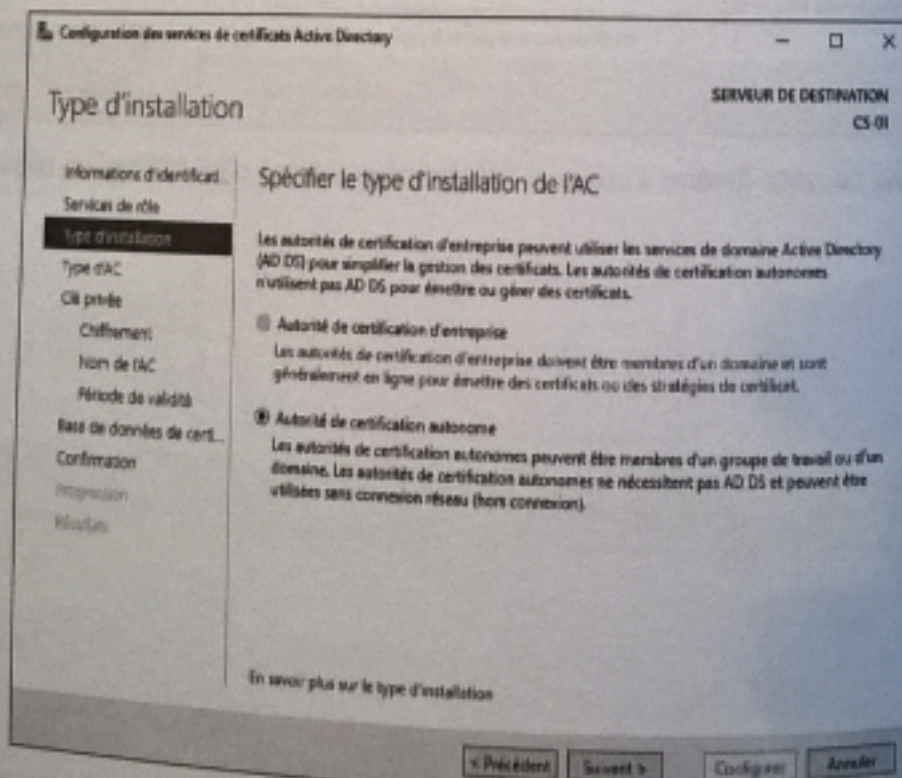 Configuration des services de certificats Active Directory
Type d'installation
SERVEUR DE DESTINATION
CS-01
Informations d'identificati...
Services de rôle
Type d'installation
Type d'AC
Clé privée
Chiffrement
Nom de l'AC
Période de validité
Base de données de certi...
Confirmation
Progression
Résultats
Spécifier le type d'installation de l'AC
Les autorités de certification d'entreprise peuvent utiliser les services de domaine Active Directory
(AD DS) pour simplifier la gestion des certificats. Les autorités de certification autonomes
n'utilisent pas AD DS pour émettre ou gérer des certificats.
Autorité de certification d'entreprise
Les autorités de certification d'entreprise doivent être membres d'un domaine et sont
généralement en ligne pour émettre des certificats ou des stratégies de certificat.
Autorité de certification autonome
Les autorités de certification autonomes peuvent être membres d'un groupe de travail ou d'un
domaine. Les autorités de certification autonomes ne nécessitent pas AD DS et peuvent être
utilisées sans connexion réseau (hors connexion).
En savoir plus sur le type d'installation
< Précédent
Suivant >
Configurer
Annuler